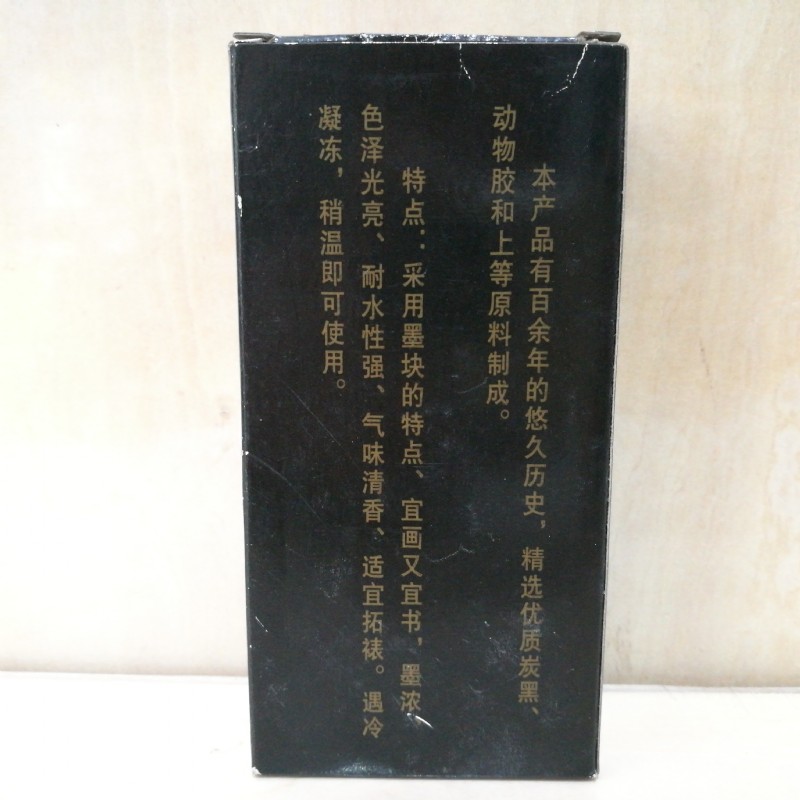 本产品有百余年的悠久历史，精选优质炭黑、
动物胶和上等原料制成。
特点：采用墨块的特点、宜画又宜书，墨浓、
色泽光亮、耐水性强、气味清香、适宜拓裱。遇冷
凝冻，稍温即可使用。